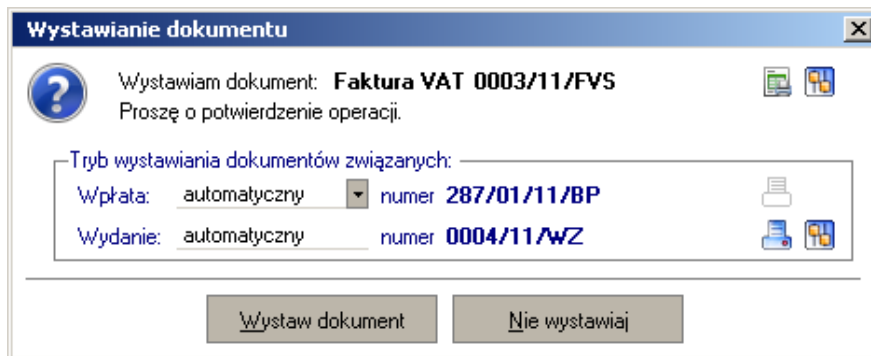 Wystawianie dokumentu
Wystawiam dokument: Faktura VAT 0003/11/FVS
Proszę o potwierdzenie operacji.
Tryb wystawiania dokumentów związanych:
Wpłata: automatyczny numer 287/01/11/BP
Wydanie: automatyczny numer 0004/11/WZ
Wystaw dokument Nie wystawiaj